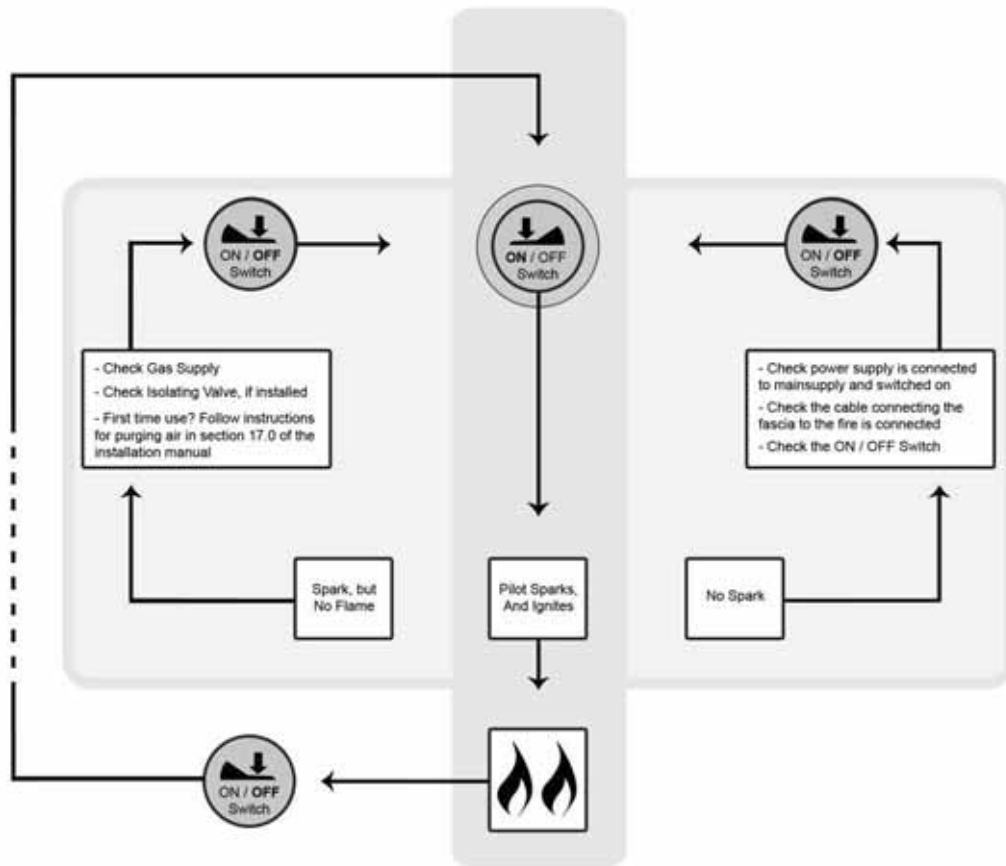 ON / OFF
Switch
ON / OFF
Switch
ON / OFF
Switch
- Check Gas Supply
- Check Isolating Valve, if installed
- First time use? Follow instructions
for purging air in section 17.0 of the
installation manual
- Check power supply is connected
to mainsupply and switched on
- Check the cable connecting the
fascia to the fire is connected
- Check the ON / OFF Switch
Spark, but
No Flame
Pilot Sparks,
And Ignites
No Spark
ON / OFF
Switch